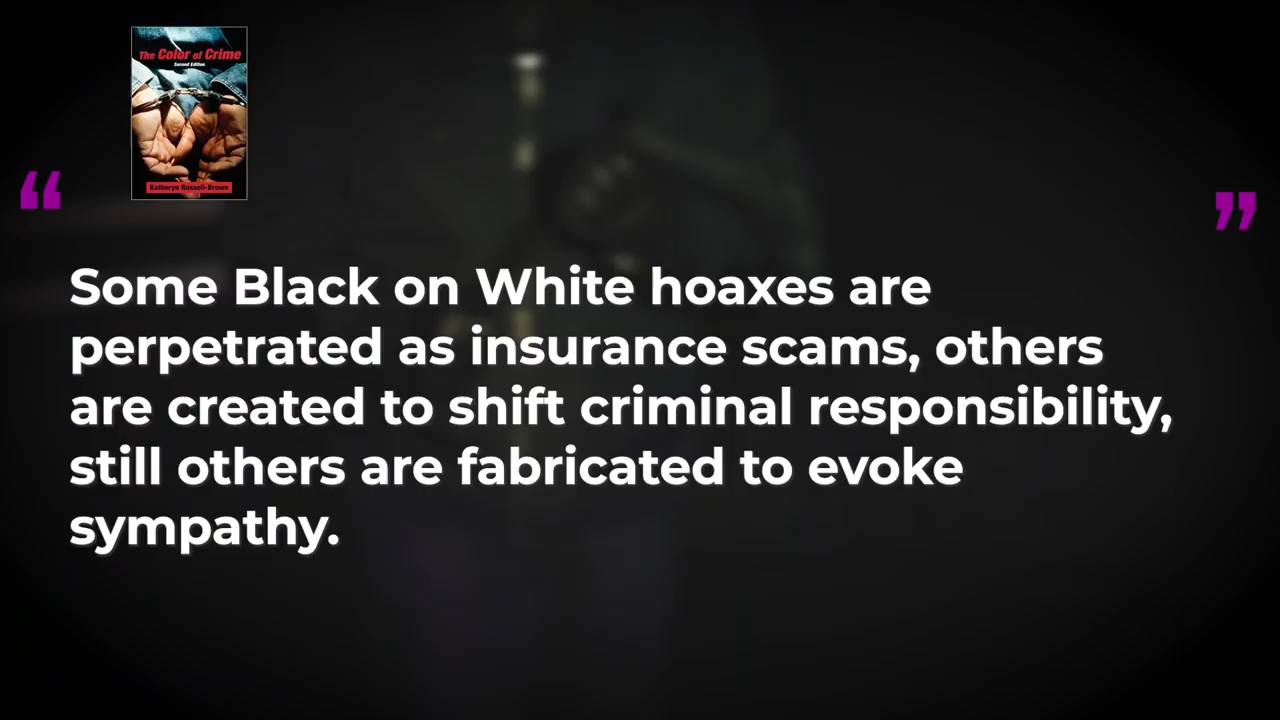 The Color of Crime
Second Edition
Katheryn Russell-Brown
“ ”
Some Black on White hoaxes are
perpetrated as insurance scams, others
are created to shift criminal responsibility,
still others are fabricated to evoke
sympathy.